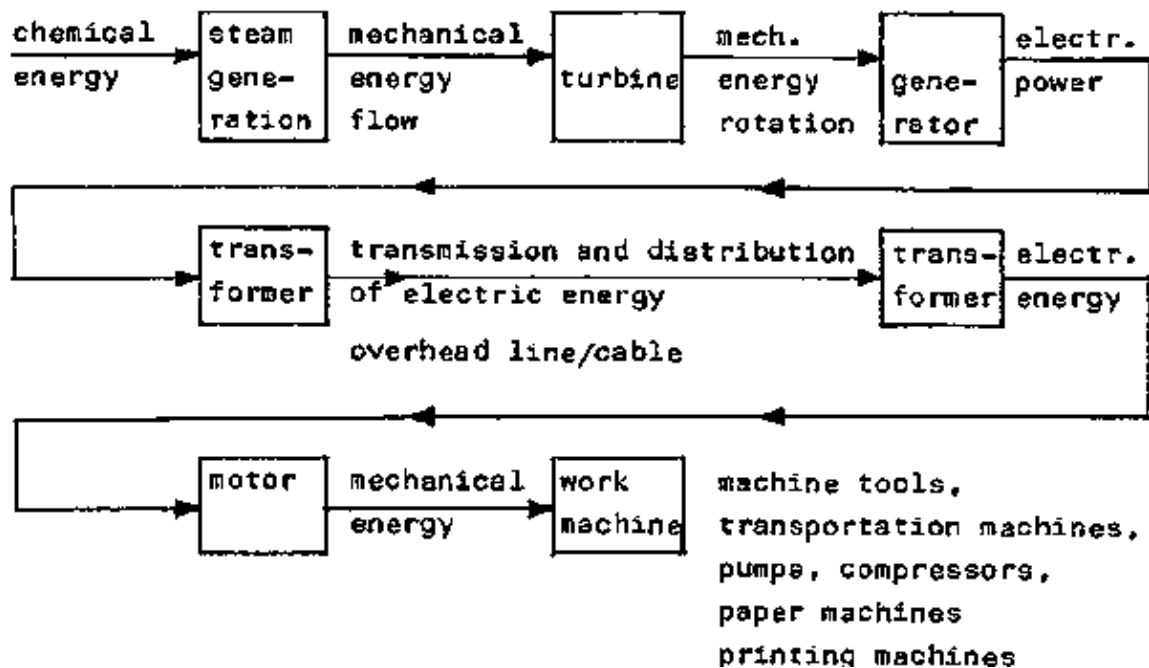 chemical
energy
steam
gene-
ration
mechanical
energy
flow
turbine
mech.
energy
rotation
gene-
rator
electr.
power
trans-
former
transmission and distribution
of electric energy
overhead line/cable
trans-
former
electr.
energy
motor
mechanical
energy
work
machine
machine tools,
transportation machines,
pumps, compressors,
paper machines
printing machines